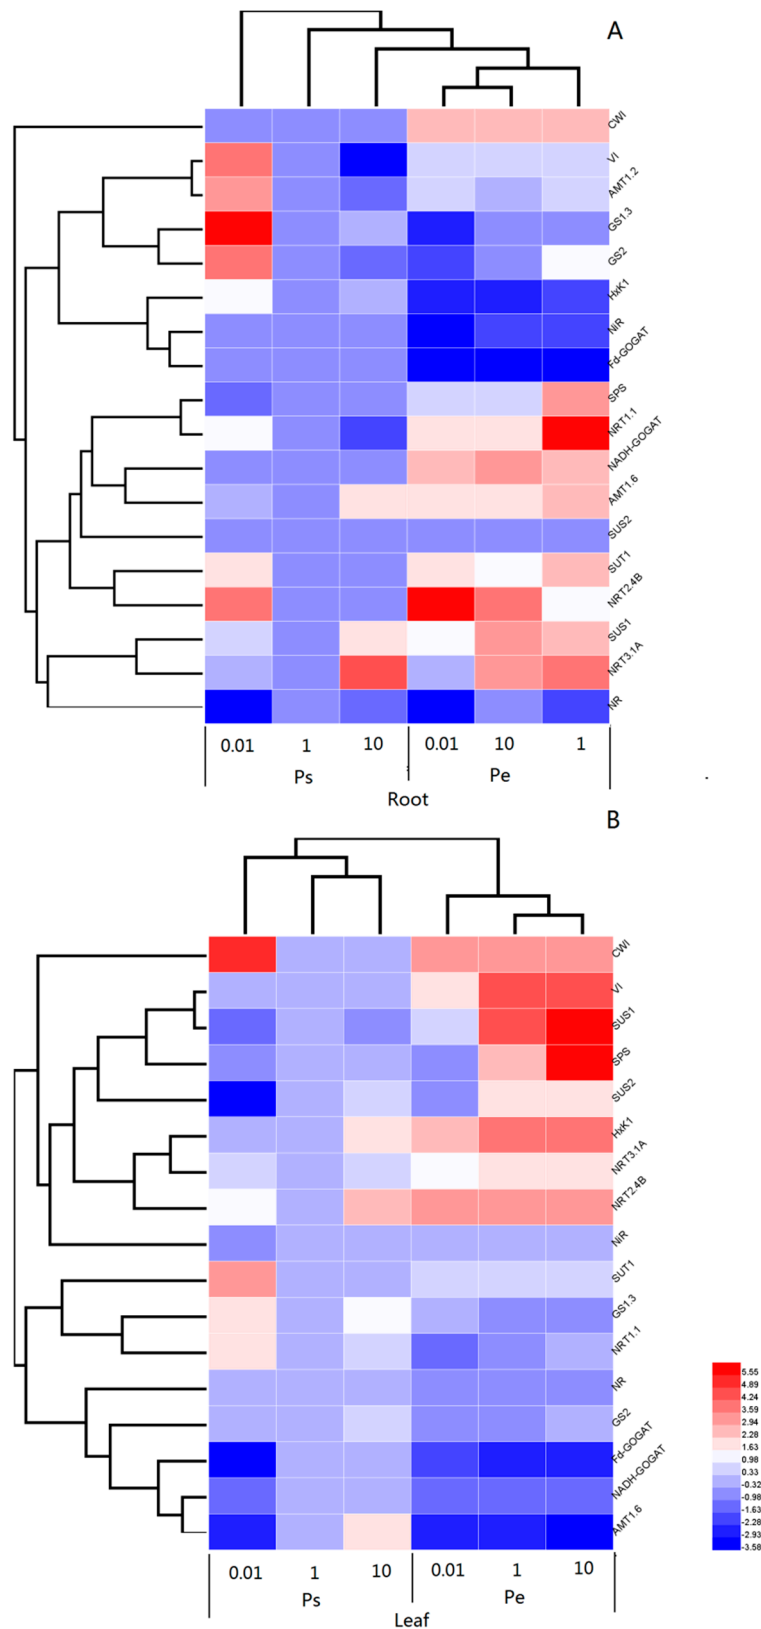 A
CWI
VI
AMT1.2
GS1.3
GS2
HxK1
NiR
Fd-GOGAT
SPS
NRT1.1
NADH-GOGAT
AMT1.6
SUS2
SUT1
NRT2.4B
SUS1
NRT3.1A
NR
0.01 1 10 0.01 10 1
Ps Pe
Root
B
CWI
VI
SUS1
SPS
SUS2
HxK1
NRT3.1A
NRT2.4B
NiR
SUT1
GS1.3
NRT1.1
NR
GS2
Fd-GOGAT
NADH-GOGAT
AMT1.6
5.55
4.89
4.24
3.59
2.94
2.28
1.63
0.98
0.33
-0.32
-0.98
-1.63
-2.28
-2.93
-3.58
0.01 1 10 0.01 1 10
Ps Pe
Leaf